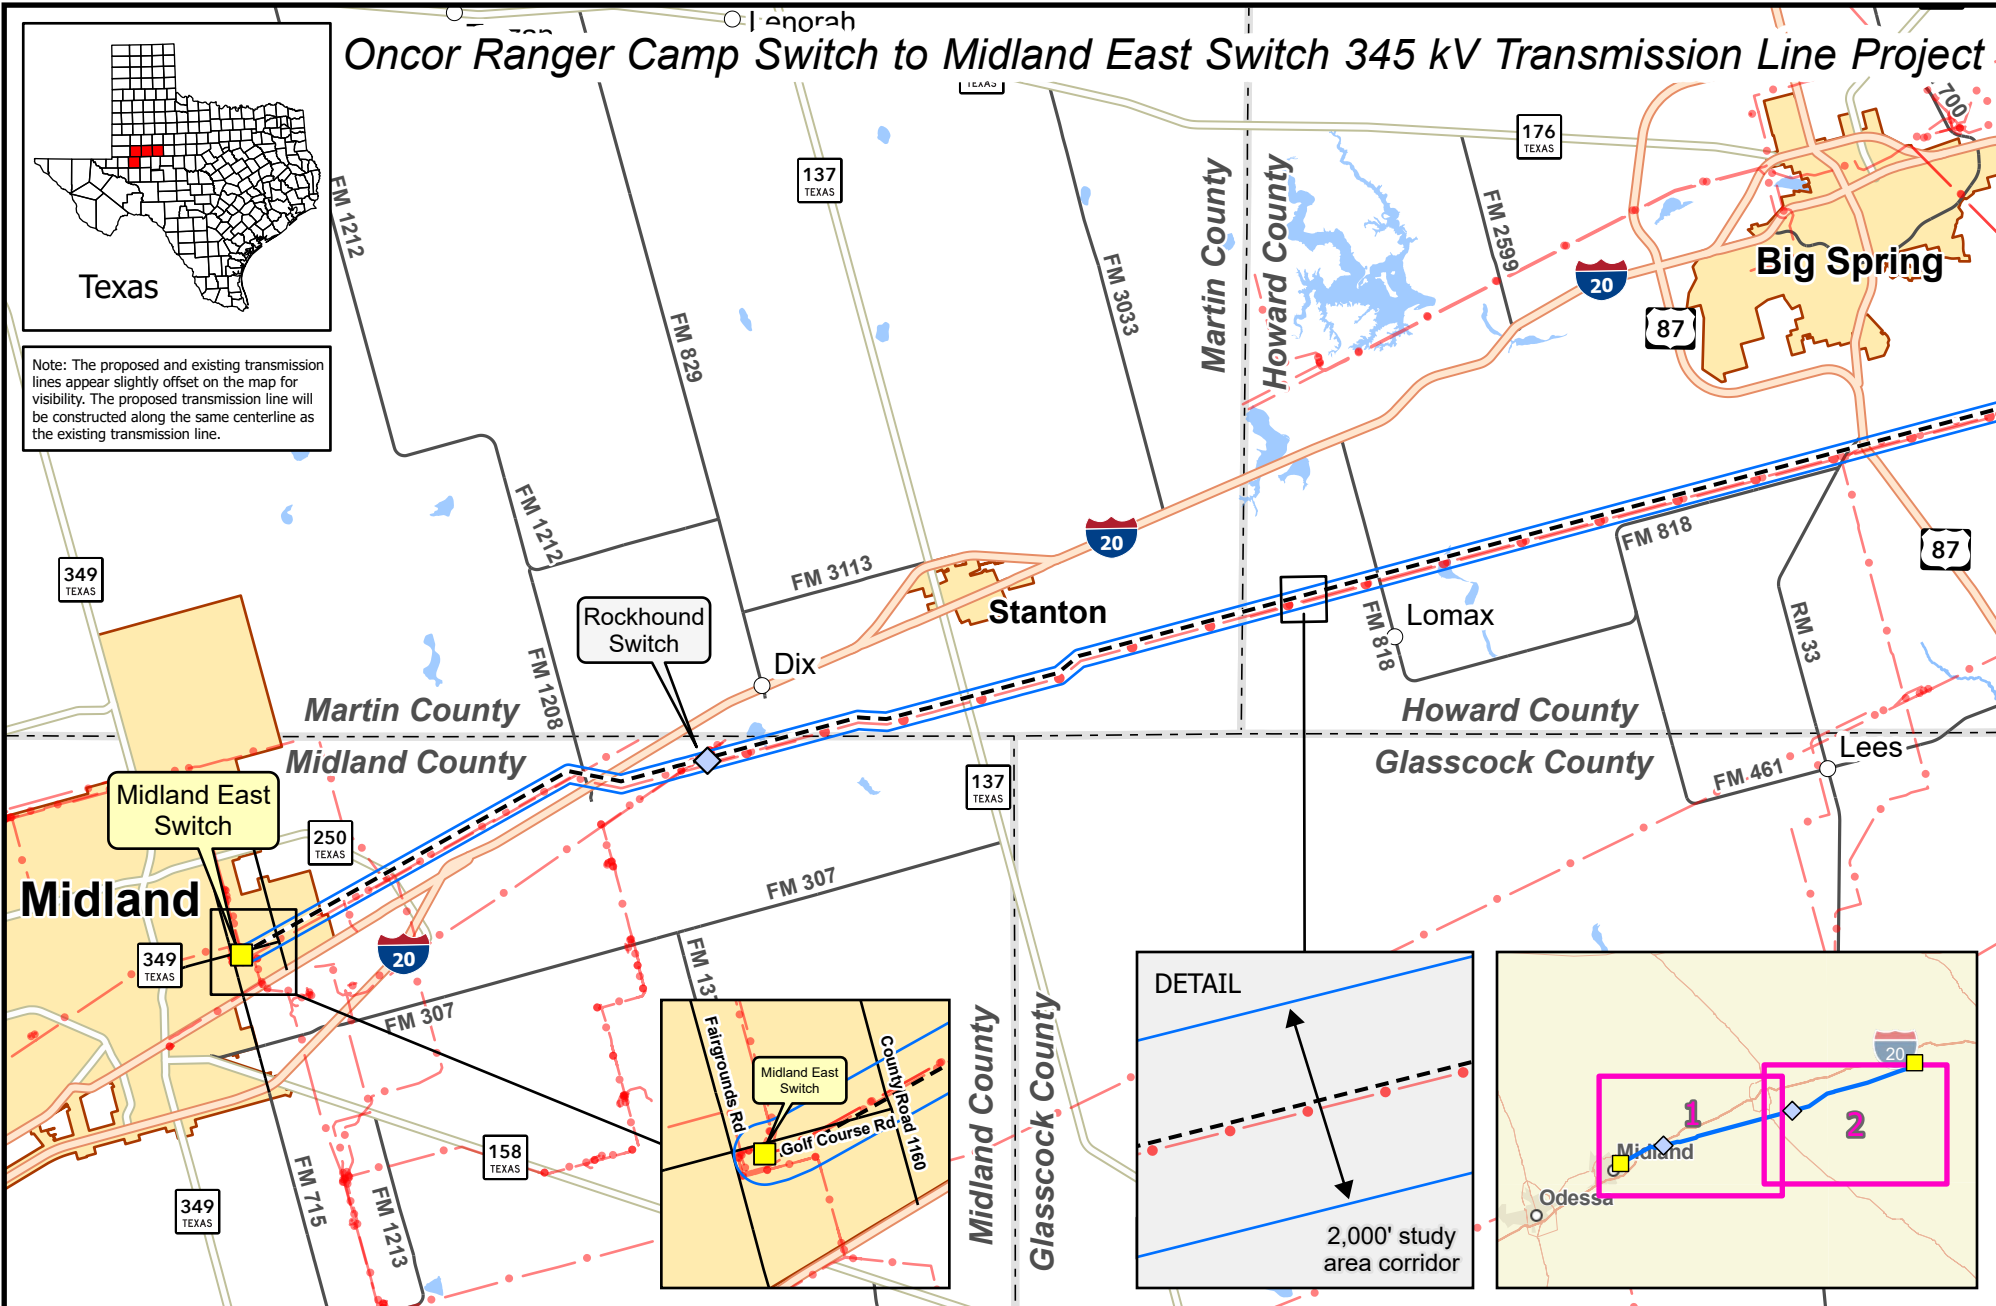 Lenorah
Oncor Ranger Camp Switch to Midland East Switch 345 kV Transmission Line Project
TEXAS
700
Texas
176
TEXAS
137
TEXAS
FM 1212
FM 829
FM 3033
Martin County
Howard County
FM 2599
20
Big Spring
87
Note: The proposed and existing transmission
lines appear slightly offset on the map for
visibility. The proposed transmission line will
be constructed along the same centerline as
the existing transmission line.
FM 1212
20
FM 818
87
349
TEXAS
FM 3113
Stanton
Rockhound
Switch
Dix
FM 1208
FM 818
Lomax
RM 33
Martin County
Midland County
Howard County
Glasscock County
Lees
FM 461
137
TEXAS
Midland East
Switch
250
TEXAS
Midland
FM 307
349
TEXAS
20
FM 307
FM 137
158
TEXAS
349
TEXAS
FM 715
FM 1213
Fairgrounds Rd
Midland East
Switch
Golf Course Rd
County Road 1160
Midland County
Glasscock County
DETAIL
2,000' study
area corridor
20
1
2
Midland
Odessa